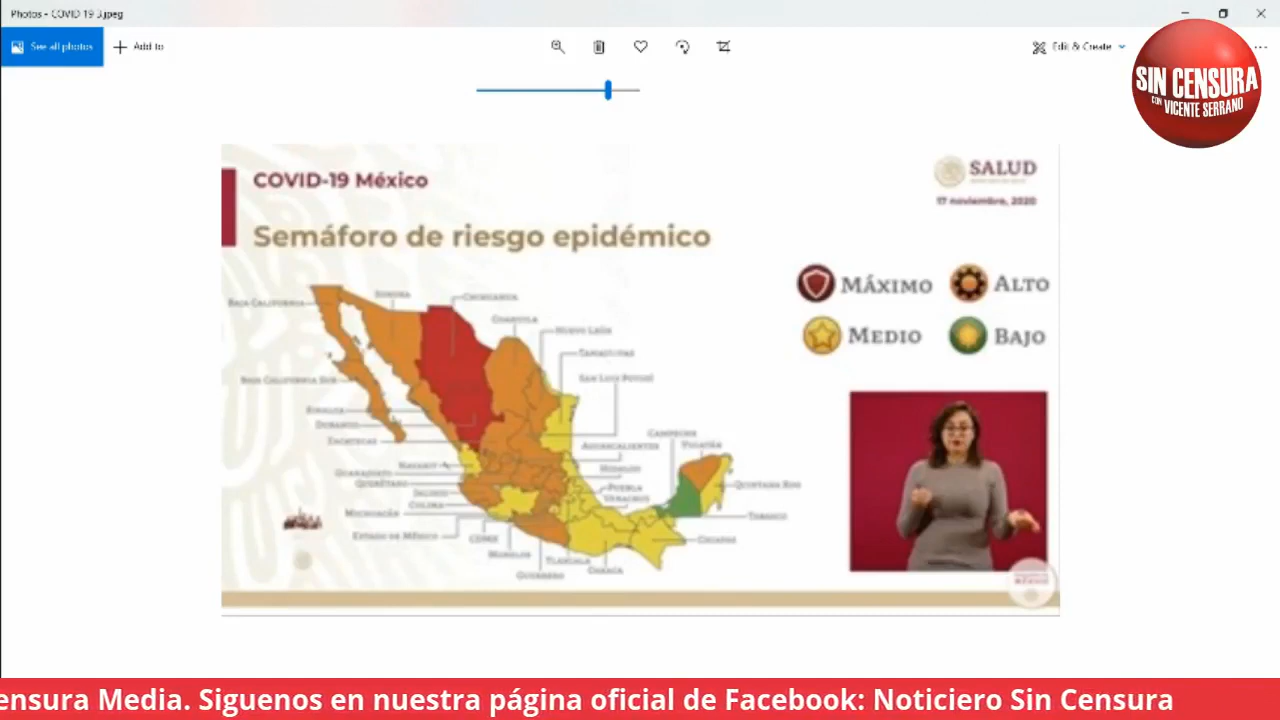 Photos - COVID 19 3.jpeg
See all photos
Add to
Edit & Create
SIN CENSURA
CON VICENTE SERRANO
COVID-19 México
SALUD
17 noviembre, 2020
Semáforo de riesgo epidémico
MÁXIMO
ALTO
MEDIO
BAJO
BAJA CALIFORNIA
SONORA
CHIHUAHUA
COAHUILA
NUEVO LEÓN
TAMAULIPAS
SAN LUIS POTOSÍ
BAJA CALIFORNIA SUR
SINALOA
DURANGO
ZACATECAS
AGUASCALIENTES
CAMPECHE
YUCATÁN
NAYARIT
HIDALGO
GUANAJUATO
QUERÉTARO
PUEBLA
QUINTANA ROO
JALISCO
VERACRUZ
COLIMA
MICHOACÁN
TABASCO
ESTADO DE MÉXICO
CDMX
CHIAPAS
MORELOS
TLAXCALA
OAXACA
GUERRERO
ensura Media. Siguenos en nuestra página oficial de Facebook: Noticiero Sin Censura